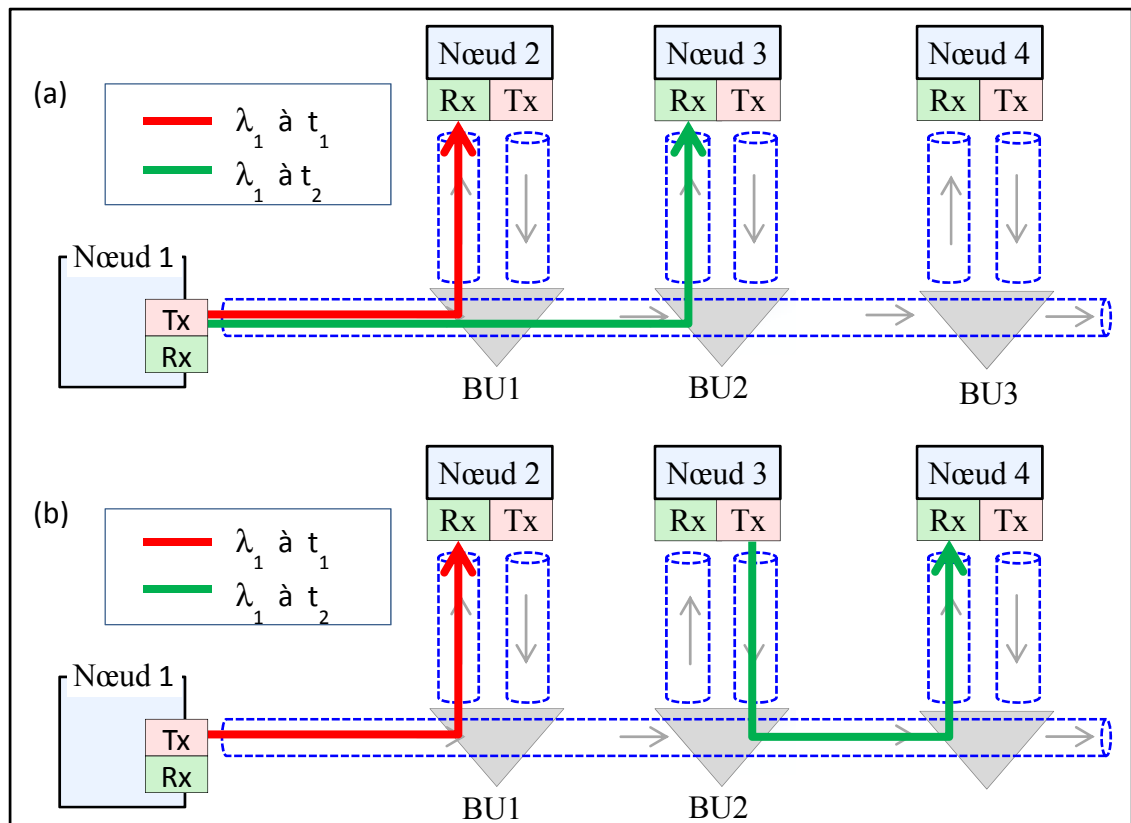 Nœud 2 Nœud 3 Nœud 4
(a) Rx Tx Rx Tx Rx Tx
λ₁ à t₁
λ₁ à t₂
Nœud 1
Tx
Rx
BU1 BU2 BU3
Nœud 2 Nœud 3 Nœud 4
(b) Rx Tx Rx Tx Rx Tx
λ₁ à t₁
λ₁ à t₂
Nœud 1
Tx
Rx
BU1 BU2